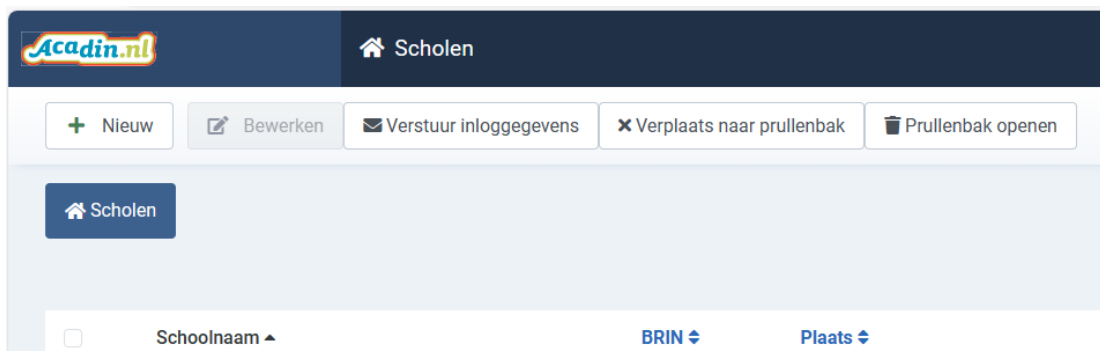 Acadin.nl
Scholen
Nieuw Bewerken Verstuur inloggegevens Verplaats naar prullenbak Prullenbak openen
Scholen
Schoolnaam BRIN Plaats